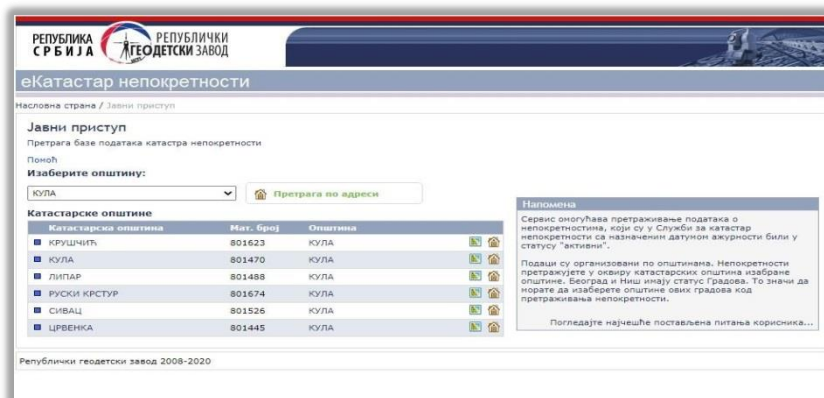 РЕПУБЛИКА
СРБИЈА
РЕПУБЛИЧКИ
ГЕОДЕТСКИ ЗАВОД
еКатастар непокретности
Насловна страна / Јавни приступ
Јавни приступ
Претрага базе података катастра непокретности
Помоћ
Изаберите општину:
КУЛА
Претрага по адреси
Катастарске општине
Катастарска општина Мат. број Општина
КРУШЧИЋ 801623 КУЛА
КУЛА 801470 КУЛА
ЛИПАР 801488 КУЛА
РУСКИ КРСТУР 801674 КУЛА
СИВАЦ 801526 КУЛА
ЦРВЕНКА 801445 КУЛА
Напомена
Сервис омогућава претраживање података о
непокретностима, који су у Служби за катастар
непокретности са назначеним датумом ажурности били у
статусу "активни".
Подаци су организовани по општинама. Непокретности
претражујете у оквиру катастарских општина изабране
општине. Београд и Ниш имају статус Градова. То значи да
морате да изаберете општине ових градова код
претраживања непокретности.
Погледајте најчешће постављена питања корисника...
Републички геодетски завод 2008-2020